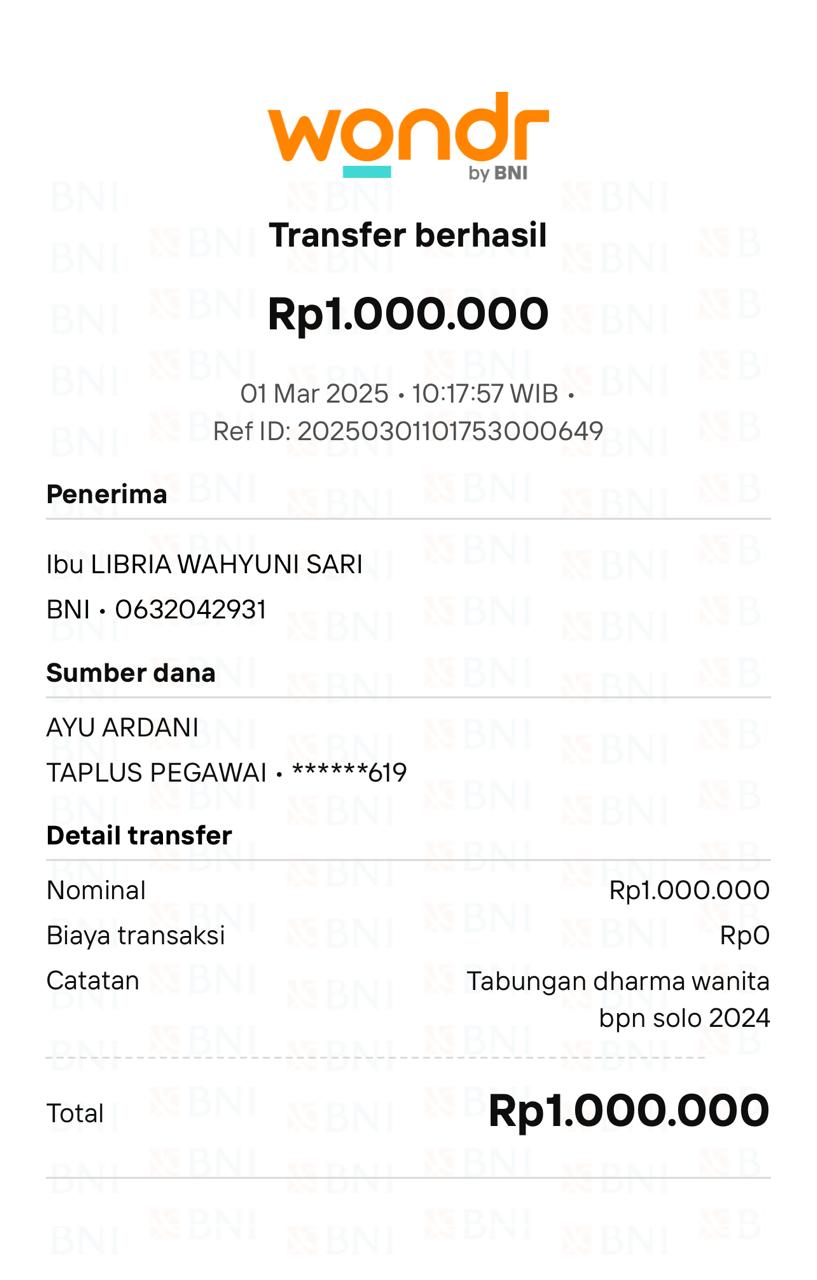 wondr
by BNI
Transfer berhasil
Rp1.000.000
01 Mar 2025 • 10:17:57 WIB •
Ref ID: 20250301101753000649
Penerima
Ibu LIBRIA WAHYUNI SARI
BNI • 0632042931
Sumber dana
AYU ARDANI
TAPLUS PEGAWAI • ******619
Detail transfer
Nominal Rp1.000.000
Biaya transaksi Rp0
Catatan Tabungan dharma wanita
bpn solo 2024
Total Rp1.000.000